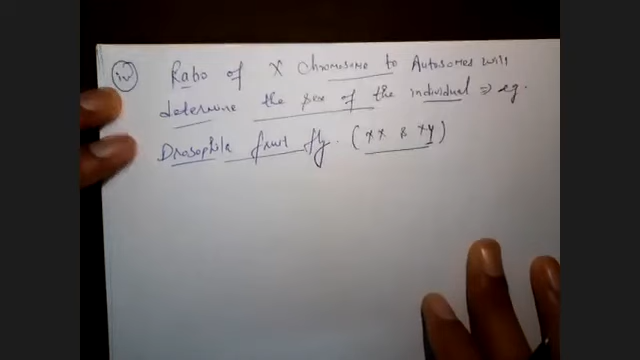 (iv) Ratio of X Chromosome to Autosomes will
determine the sex of the individual ⇒ eg.
Drosophila fruit fly. (XX & XY)